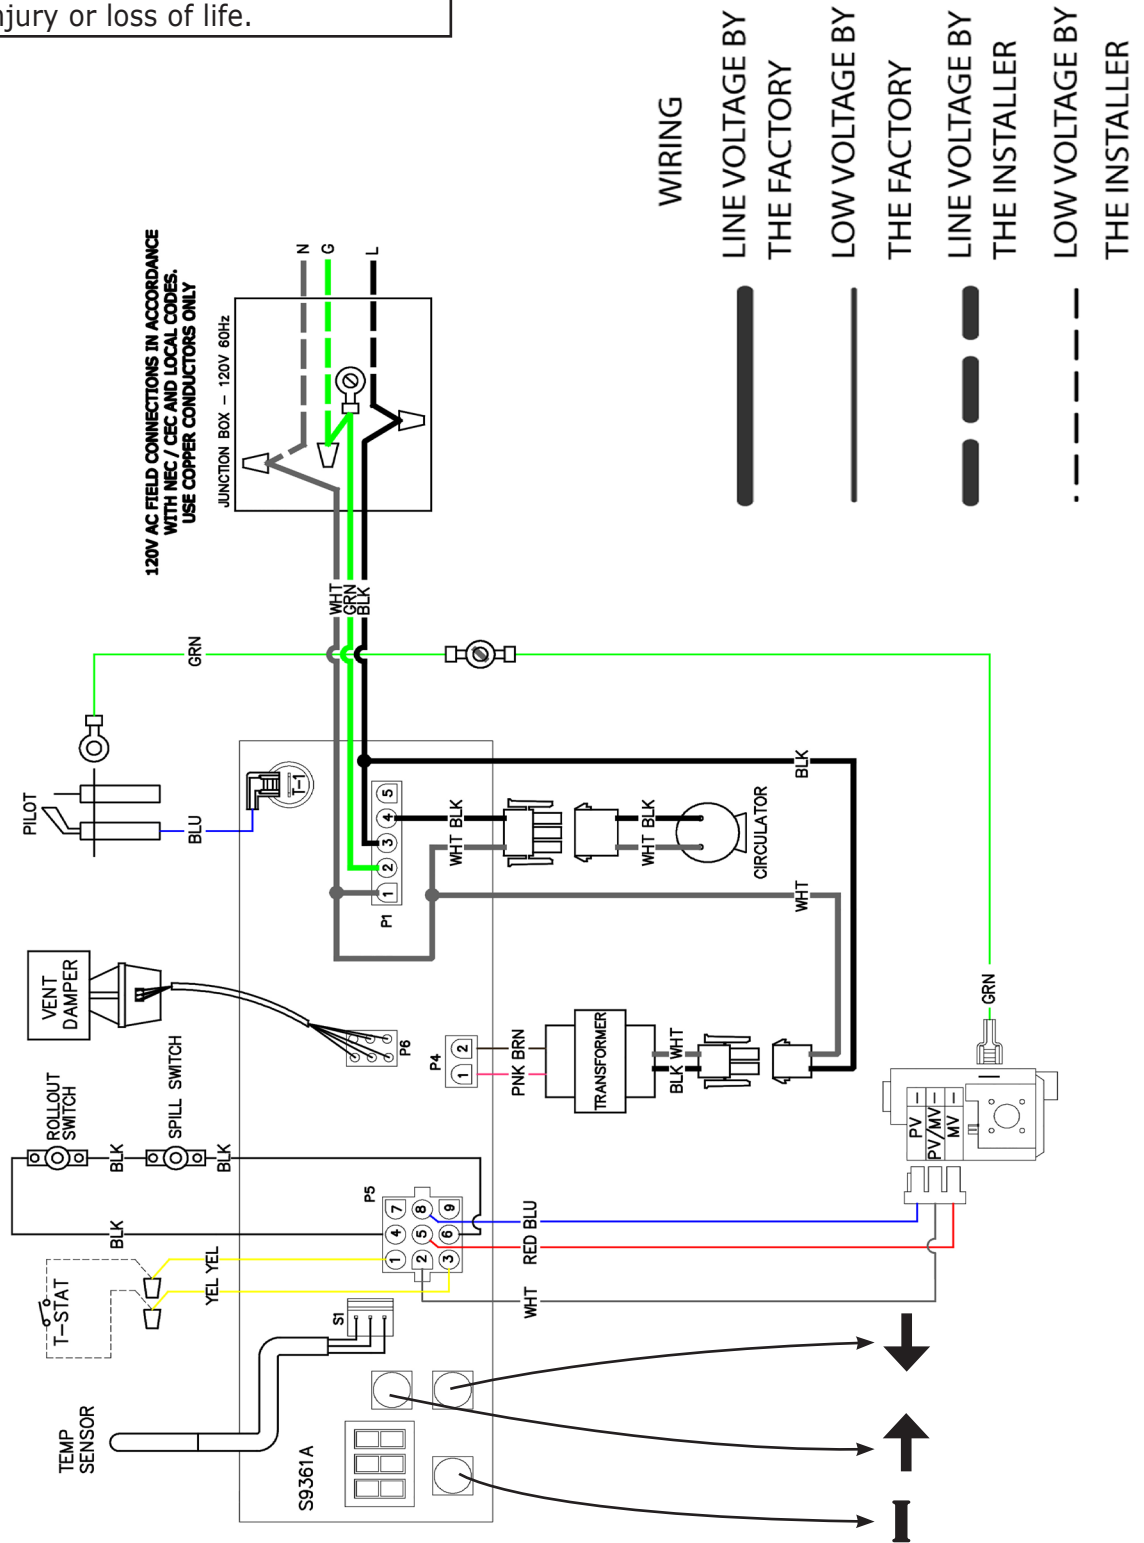 njury or loss of life.
WIRING
LINE VOLTAGE BY
THE FACTORY
LOW VOLTAGE BY
THE FACTORY
LINE VOLTAGE BY
THE INSTALLER
LOW VOLTAGE BY
THE INSTALLER
120V AC FIELD CONNECTIONS IN ACCORDANCE
WITH NEC / CEC AND LOCAL CODES.
USE COPPER CONDUCTORS ONLY
JUNCTION BOX - 120V 60Hz
N
G
L
WHT
GRN
BLK
GRN
PILOT
BLU
T-1
BLK
P1
1
2
3
4
5
WHT
BLK
WHT
BLK
CIRCULATOR
WHT
VENT
DAMPER
P6
P4
1
2
PNK
BRN
TRANSFORMER
BLK
WHT
GRN
ROLLOUT
SWITCH
SPILL SWITCH
BLK
BLK
BLK
P5
7
8
9
4
5
6
1
2
3
BLU
RED
WHT
PV
PV/MV
MV
T-STAT
YEL
YEL
S1
TEMP
SENSOR
S9361A
I